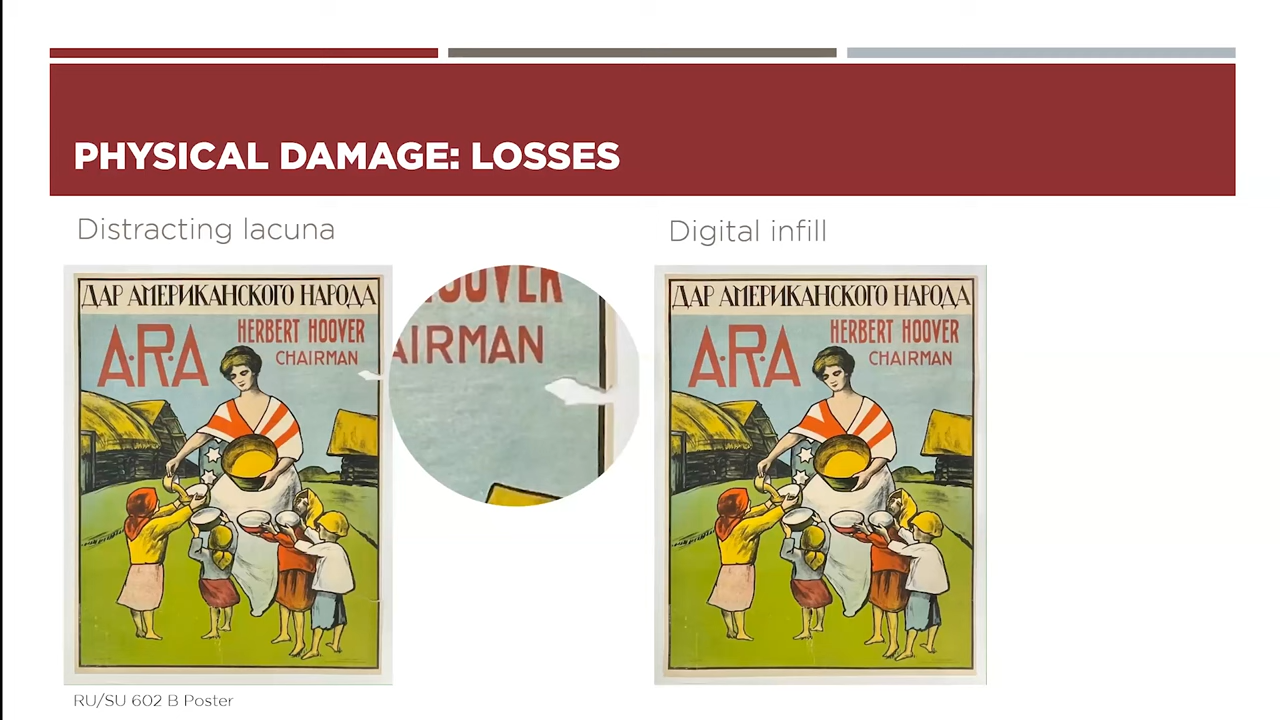 PHYSICAL DAMAGE: LOSSES
Distracting lacuna
Digital infill
ДАР АМЕРИКАНСКОГО НАРОДА
A·R·A
HERBERT HOOVER
CHAIRMAN
HOOVER
AIRMAN
ДАР АМЕРИКАНСКОГО НАРОДА
A·R·A
HERBERT HOOVER
CHAIRMAN
RU/SU 602 B Poster